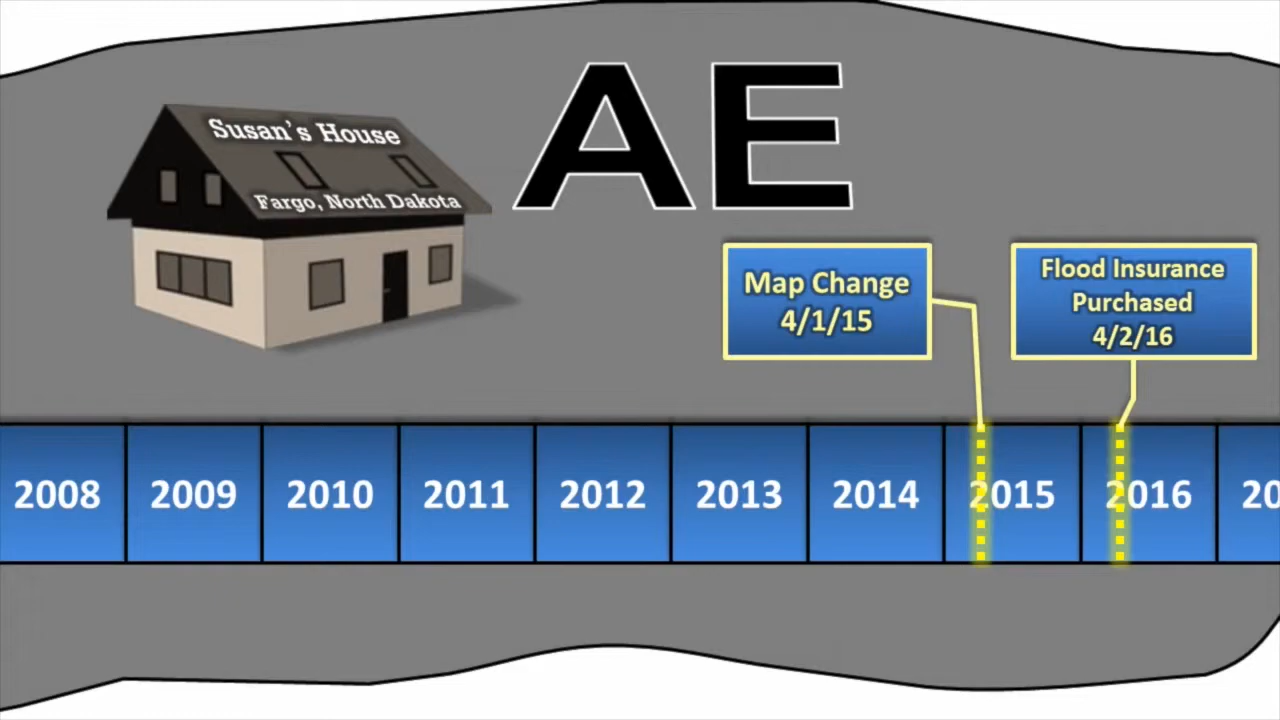 AE
Susan's House
Fargo, North Dakota
Map Change
4/1/15
Flood Insurance
Purchased
4/2/16
2008 2009 2010 2011 2012 2013 2014 2015 2016 20